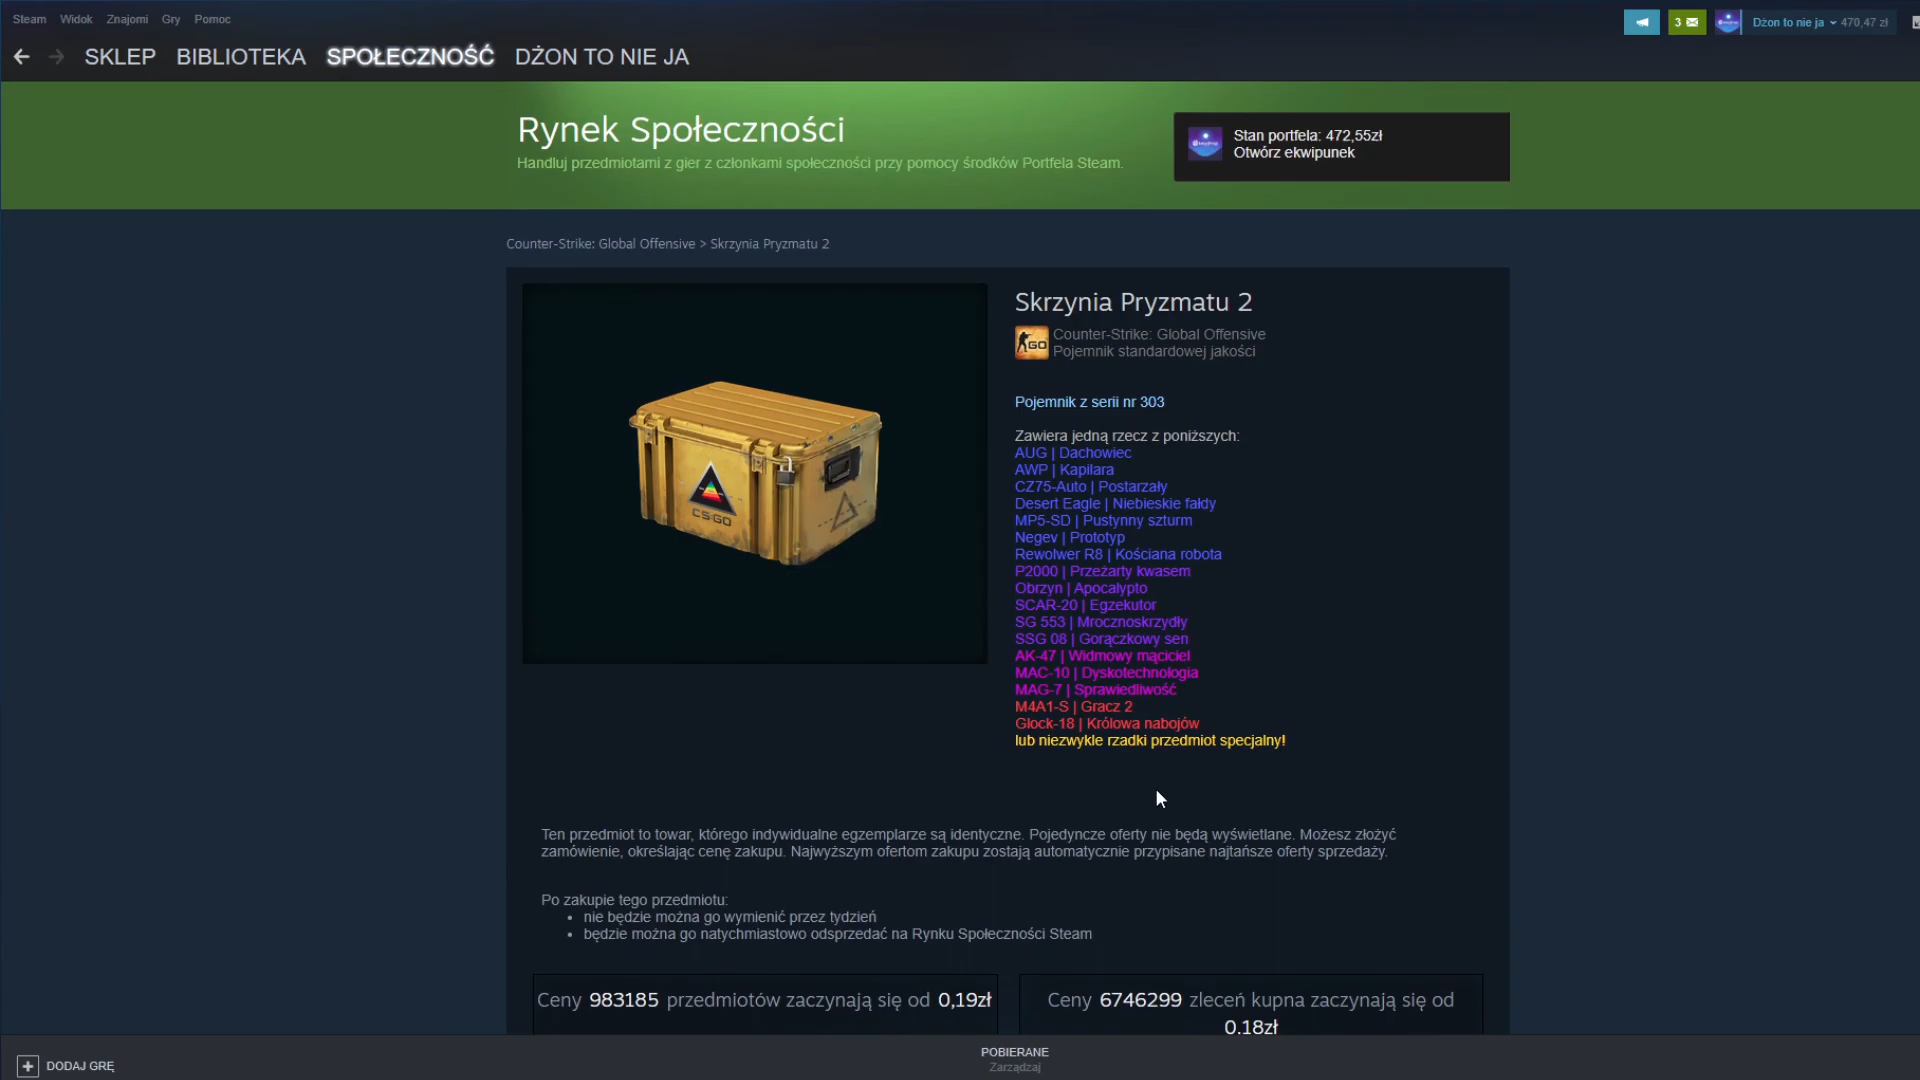 Steam Widok Znajomi Gry Pomoc
3 Dżon to nie ja 470,47 zł
SKLEP BIBLIOTEKA SPOŁECZNOŚĆ DŻON TO NIE JA
Rynek Społeczności
Handluj przedmiotami z gier z członkami społeczności przy pomocy środków Portfela Steam.
Stan portfela: 472,55zł
Otwórz ekwipunek
Counter-Strike: Global Offensive > Skrzynia Pryzmatu 2
CS:GO
Skrzynia Pryzmatu 2
GO
Counter-Strike: Global Offensive
Pojemnik standardowej jakości
Pojemnik z serii nr 303
Zawiera jedną rzecz z poniższych:
AUG | Dachowiec
AWP | Kapilara
CZ75-Auto | Postarzały
Desert Eagle | Niebieskie fałdy
MP5-SD | Pustynny szturm
Negev | Prototyp
Rewolwer R8 | Kościana robota
P2000 | Przeżarty kwasem
Obrzyn | Apocalypto
SCAR-20 | Egzekutor
SG 553 | Mrocznoskrzydły
SSG 08 | Gorączkowy sen
AK-47 | Widmowy mąciciel
MAC-10 | Dyskotechnologia
MAG-7 | Sprawiedliwość
M4A1-S | Gracz 2
Glock-18 | Królowa nabojów
lub niezwykle rzadki przedmiot specjalny!
Ten przedmiot to towar, którego indywidualne egzemplarze są identyczne. Pojedyncze oferty nie będą wyświetlane. Możesz złożyć
zamówienie, określając cenę zakupu. Najwyższym ofertom zakupu zostają automatycznie przypisane najtańsze oferty sprzedaży.
Po zakupie tego przedmiotu:
• nie będzie można go wymienić przez tydzień
• będzie można go natychmiastowo odsprzedać na Rynku Społeczności Steam
Ceny 983185 przedmiotów zaczynają się od 0,19zł
Ceny 6746299 zleceń kupna zaczynają się od
0,18zł
DODAJ GRĘ
POBIERANE
Zarządzaj